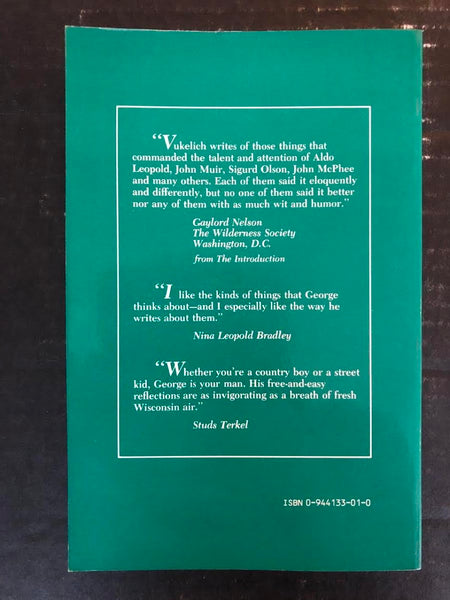 "Vukelich writes of those things that
commanded the talent and attention of Aldo
Leopold, John Muir, Sigurd Olson, John McPhee
and many others. Each of them said it eloquently
and differently, but no one of them said it better
nor any of them with as much wit and humor."
Gaylord Nelson
The Wilderness Society
Washington, D.C.
from The Introduction
"I like the kinds of things that George
thinks about—and I especially like the way he
writes about them."
Nina Leopold Bradley
"Whether you're a country boy or a street
kid, George is your man. His free-and-easy
reflections are as invigorating as a breath of fresh
Wisconsin air."
Studs Terkel
ISBN 0-944133-01-0